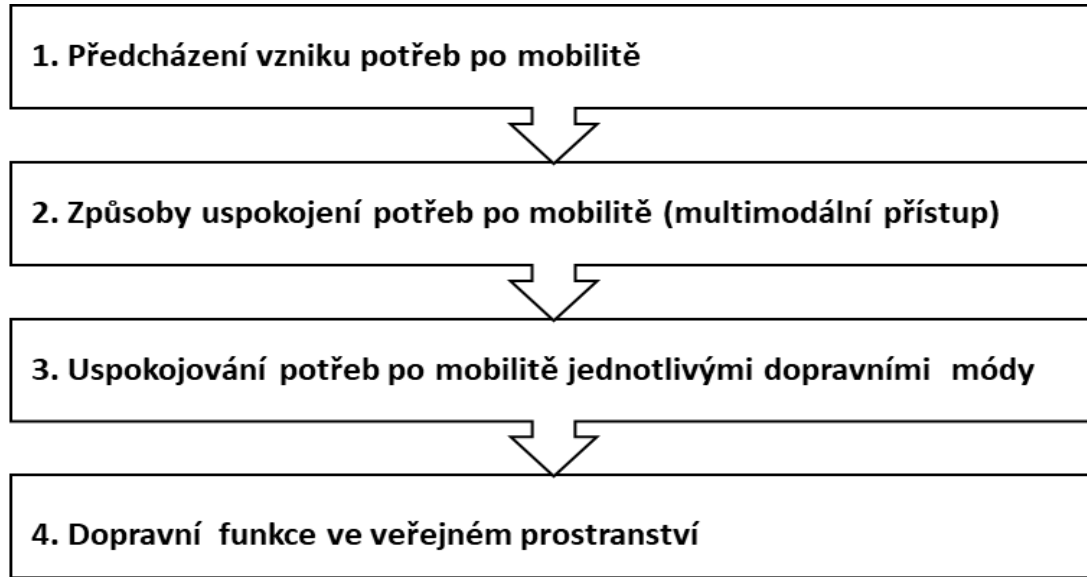 1. Předcházení vzniku potřeb po mobilitě
2. Způsoby uspokojení potřeb po mobilitě (multimodální přístup)
3. Uspokojování potřeb po mobilitě jednotlivými dopravními módy
4. Dopravní funkce ve veřejném prostranství